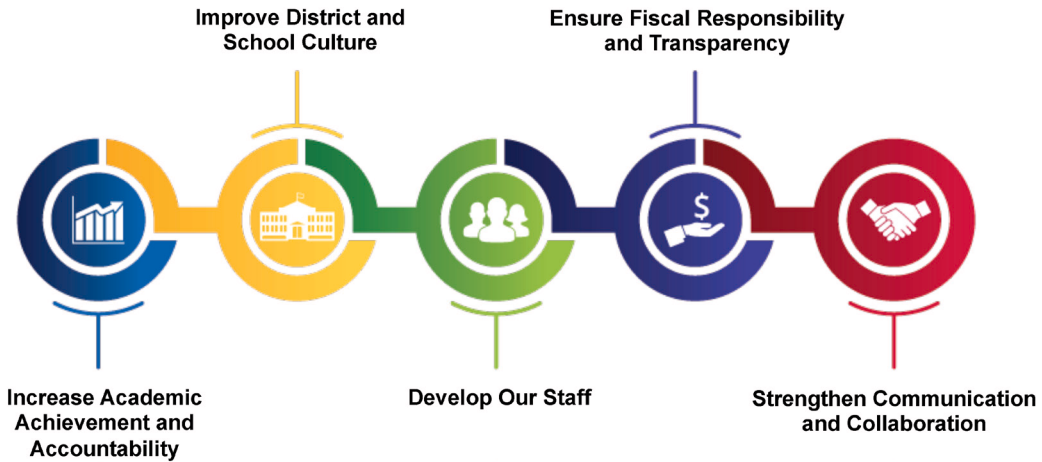 Improve District and
School Culture
Ensure Fiscal Responsibility
and Transparency
$
Increase Academic
Achievement and
Accountability
Develop Our Staff
Strengthen Communication
and Collaboration